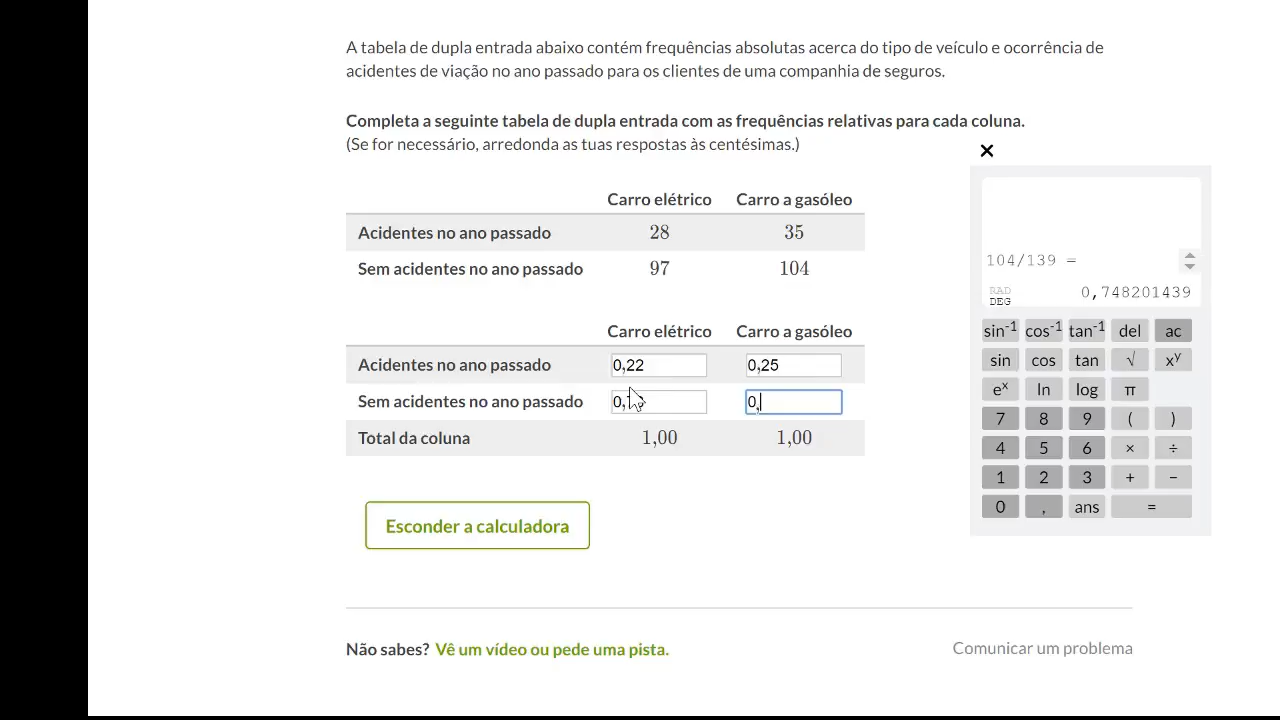 A tabela de dupla entrada abaixo contém frequências absolutas acerca do tipo de veículo e ocorrência de
acidentes de viação no ano passado para os clientes de uma companhia de seguros.
Completa a seguinte tabela de dupla entrada com as frequências relativas para cada coluna.
(Se for necessário, arredonda as tuas respostas às centésimas.)
Carro elétrico Carro a gasóleo
Acidentes no ano passado 28 35
Sem acidentes no ano passado 97 104
Carro elétrico Carro a gasóleo
Acidentes no ano passado 0,22 0,25
Sem acidentes no ano passado 0,
Total da coluna 1,00 1,00
Esconder a calculadora
104/139 =
RAD
DEG 0,748201439
sin-1 cos-1 tan-1 del ac
sin cos tan √ xy
ex ln log π
7 8 9 ( )
4 5 6 × ÷
1 2 3 + −
0 , ans =
Não sabes? Vê um vídeo ou pede uma pista.
Comunicar um problema